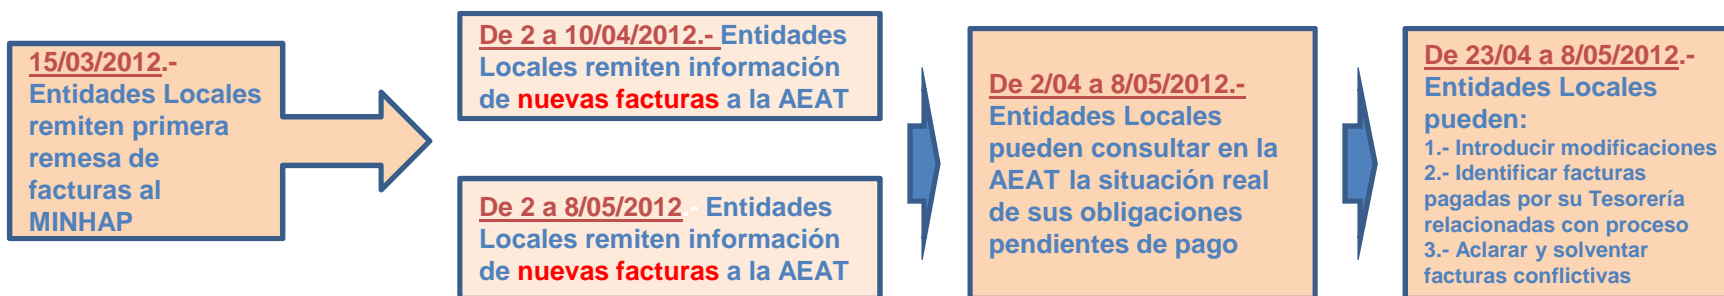 15/03/2012.-
Entidades Locales
remiten primera
remesa de
facturas al
MINHAP
De 2 a 10/04/2012.- Entidades
Locales remiten información
de nuevas facturas a la AEAT
De 2 a 8/05/2012.- Entidades
Locales remiten información
de nuevas facturas a la AEAT
De 2/04 a 8/05/2012.-
Entidades Locales
pueden consultar en la
AEAT la situación real
de sus obligaciones
pendientes de pago
De 23/04 a 8/05/2012.-
Entidades Locales
pueden:
1.- Introducir modificaciones
2.- Identificar facturas
pagadas por su Tesorería
relacionadas con proceso
3.- Aclarar y solventar
facturas conflictivas